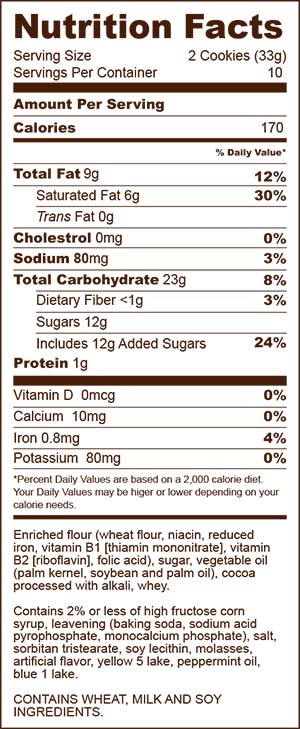 Nutrition Facts
Serving Size 2 Cookies (33g)
Servings Per Container 10
Amount Per Serving
Calories 170
% Daily Value*
Total Fat 9g 12%
Saturated Fat 6g 30%
Trans Fat 0g
Cholestrol 0mg 0%
Sodium 80mg 3%
Total Carbohydrate 23g 8%
Dietary Fiber <1g 3%
Sugars 12g
Includes 12g Added Sugars 24%
Protein 1g
Vitamin D 0mcg 0%
Calcium 10mg 0%
Iron 0.8mg 4%
Potassium 80mg 0%
*Percent Daily Values are based on a 2,000 calorie diet.
Your Daily Values may be higer or lower depending on your
calorie needs.
Enriched flour (wheat flour, niacin, reduced
iron, vitamin B1 [thiamin mononitrate], vitamin
B2 [riboflavin], folic acid), sugar, vegetable oil
(palm kernel, soybean and palm oil), cocoa
processed with alkali, whey.
Contains 2% or less of high fructose corn
syrup, leavening (baking soda, sodium acid
pyrophosphate, monocalcium phosphate), salt,
sorbitan tristearate, soy lecithin, molasses,
artificial flavor, yellow 5 lake, peppermint oil,
blue 1 lake.
CONTAINS WHEAT, MILK AND SOY
INGREDIENTS.